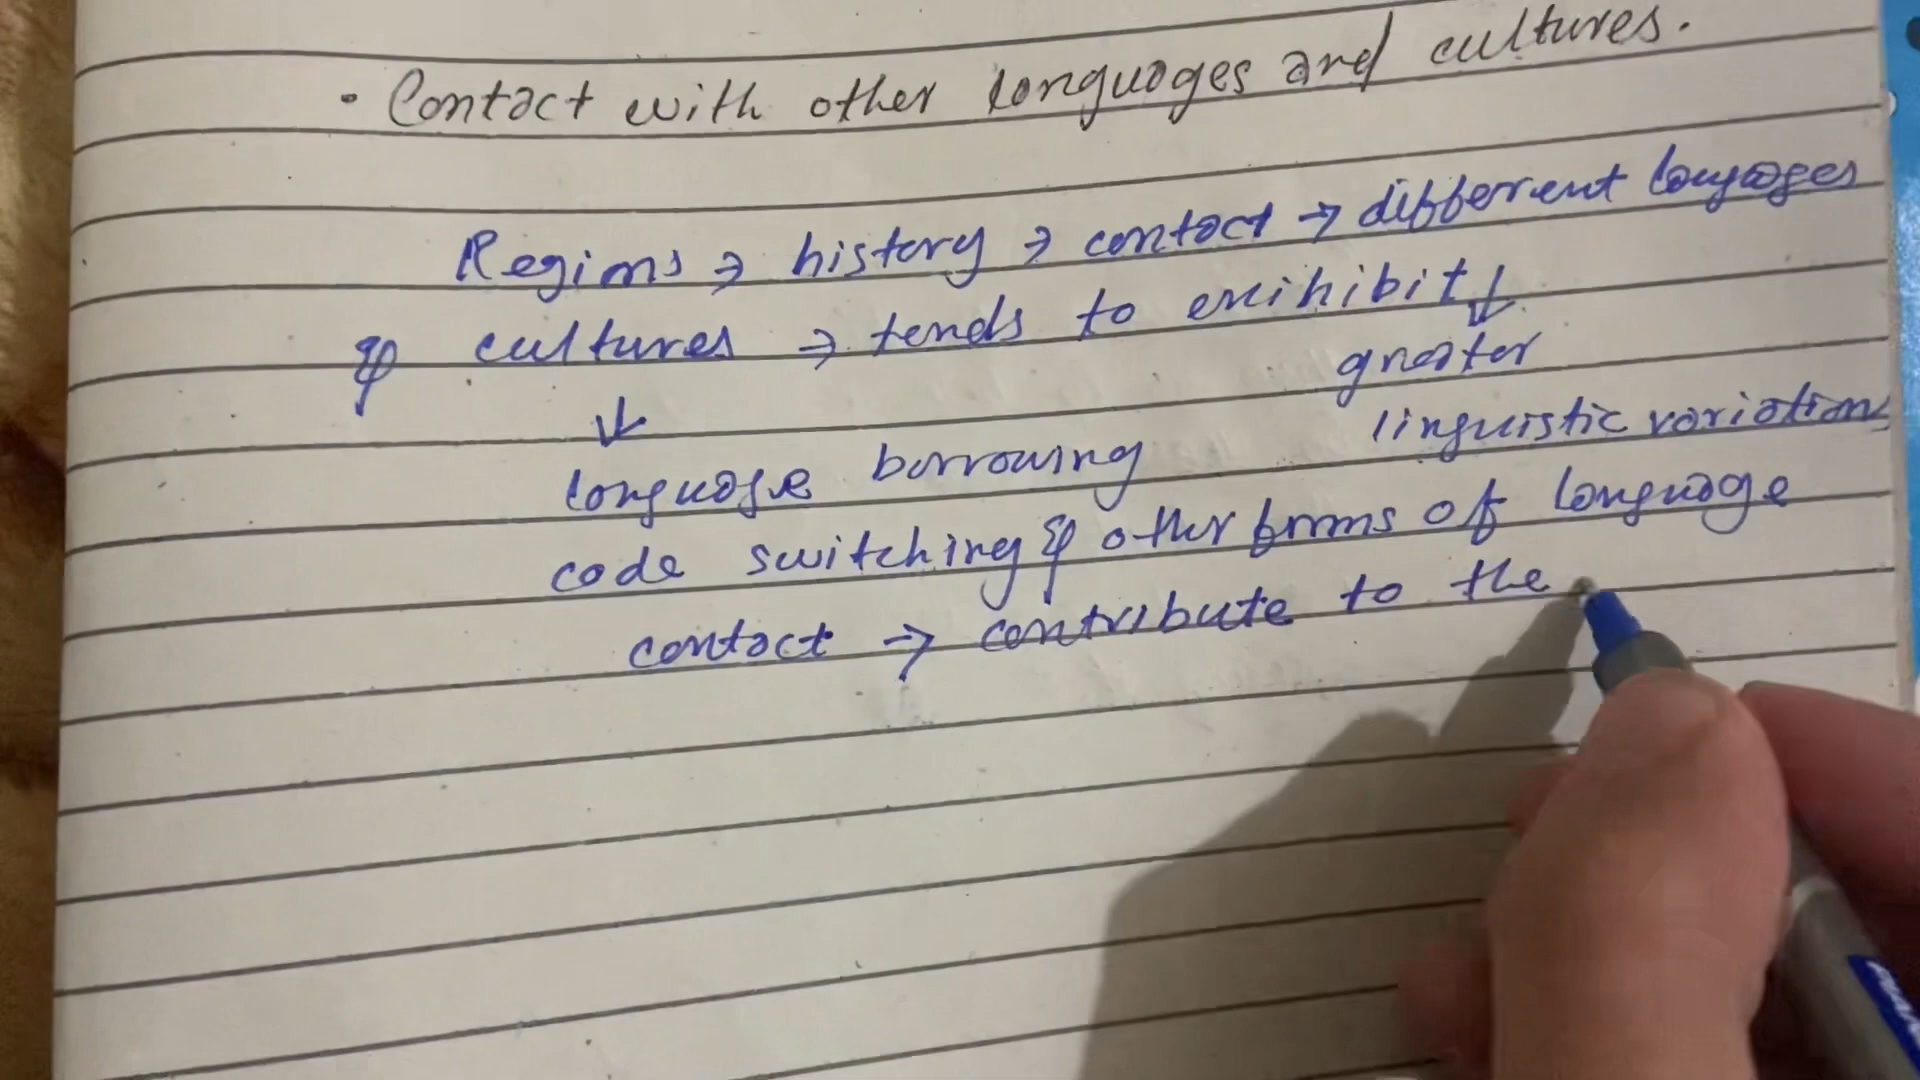 • Contact with other languages and cultures.
Regions → history → contact → different languages
& cultures → tends to exihibit ↓
greater
linguistic variations
↓
language borrowing
code switching & other forms of language
contact → contribute to the